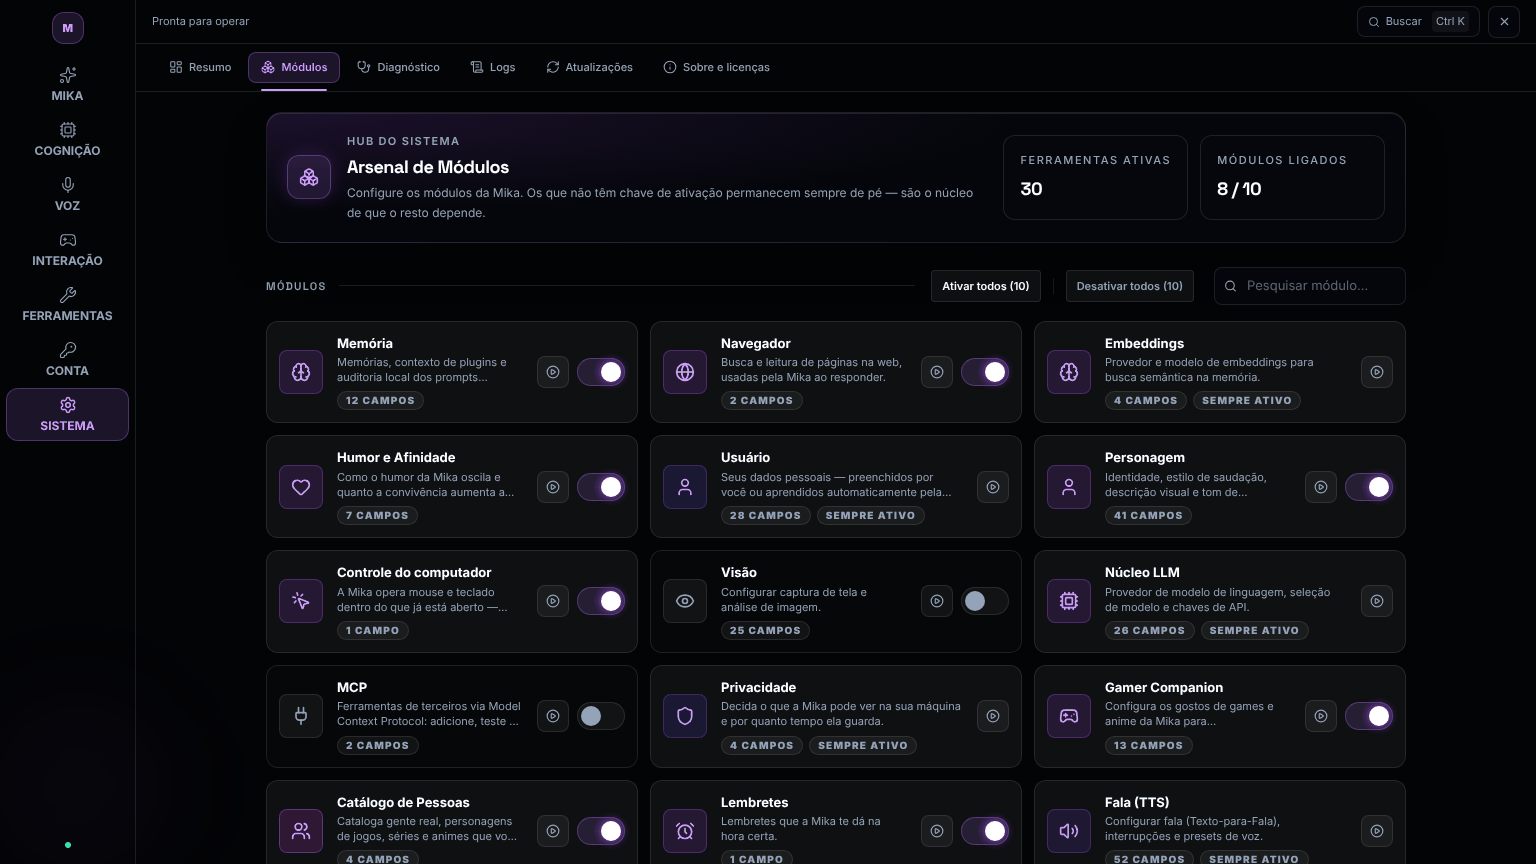 M
Pronta para operar
Buscar
Ctrl K
MIKA
COGNIÇÃO
VOZ
INTERAÇÃO
FERRAMENTAS
CONTA
SISTEMA
Resumo
Módulos
Diagnóstico
Logs
Atualizações
Sobre e licenças
HUB DO SISTEMA
Arsenal de Módulos
Configure os módulos da Mika. Os que não têm chave de ativação permanecem sempre de pé — são o núcleo
de que o resto depende.
FERRAMENTAS ATIVAS
30
MÓDULOS LIGADOS
8 / 10
MÓDULOS
Ativar todos (10)
Desativar todos (10)
Pesquisar módulo...
Memória
Memórias, contexto de plugins e
auditoria local dos prompts...
12 CAMPOS
Navegador
Busca e leitura de páginas na web,
usadas pela Mika ao responder.
2 CAMPOS
Embeddings
Provedor e modelo de embeddings para
busca semântica na memória.
4 CAMPOS
SEMPRE ATIVO
Humor e Afinidade
Como o humor da Mika oscila e
quanto a convivência aumenta a...
7 CAMPOS
Usuário
Seus dados pessoais — preenchidos por
você ou aprendidos automaticamente pela...
28 CAMPOS
SEMPRE ATIVO
Personagem
Identidade, estilo de saudação,
descrição visual e tom de...
41 CAMPOS
Controle do computador
A Mika opera mouse e teclado
dentro do que já está aberto —...
1 CAMPO
Visão
Configurar captura de tela e
análise de imagem.
25 CAMPOS
Núcleo LLM
Provedor de modelo de linguagem, seleção
de modelo e chaves de API.
26 CAMPOS
SEMPRE ATIVO
MCP
Ferramentas de terceiros via Model
Context Protocol: adicione, teste ...
2 CAMPOS
Privacidade
Decida o que a Mika pode ver na sua máquina
e por quanto tempo ela guarda.
4 CAMPOS
SEMPRE ATIVO
Gamer Companion
Configura os gostos de games e
anime da Mika para...
13 CAMPOS
Catálogo de Pessoas
Cataloga gente real, personagens
de jogos, séries e animes que vo...
4 CAMPOS
Lembretes
Lembretes que a Mika te dá na
hora certa.
1 CAMPO
Fala (TTS)
Configurar fala (Texto-para-Fala),
interrupções e presets de voz.
52 CAMPOS
SEMPRE ATIVO